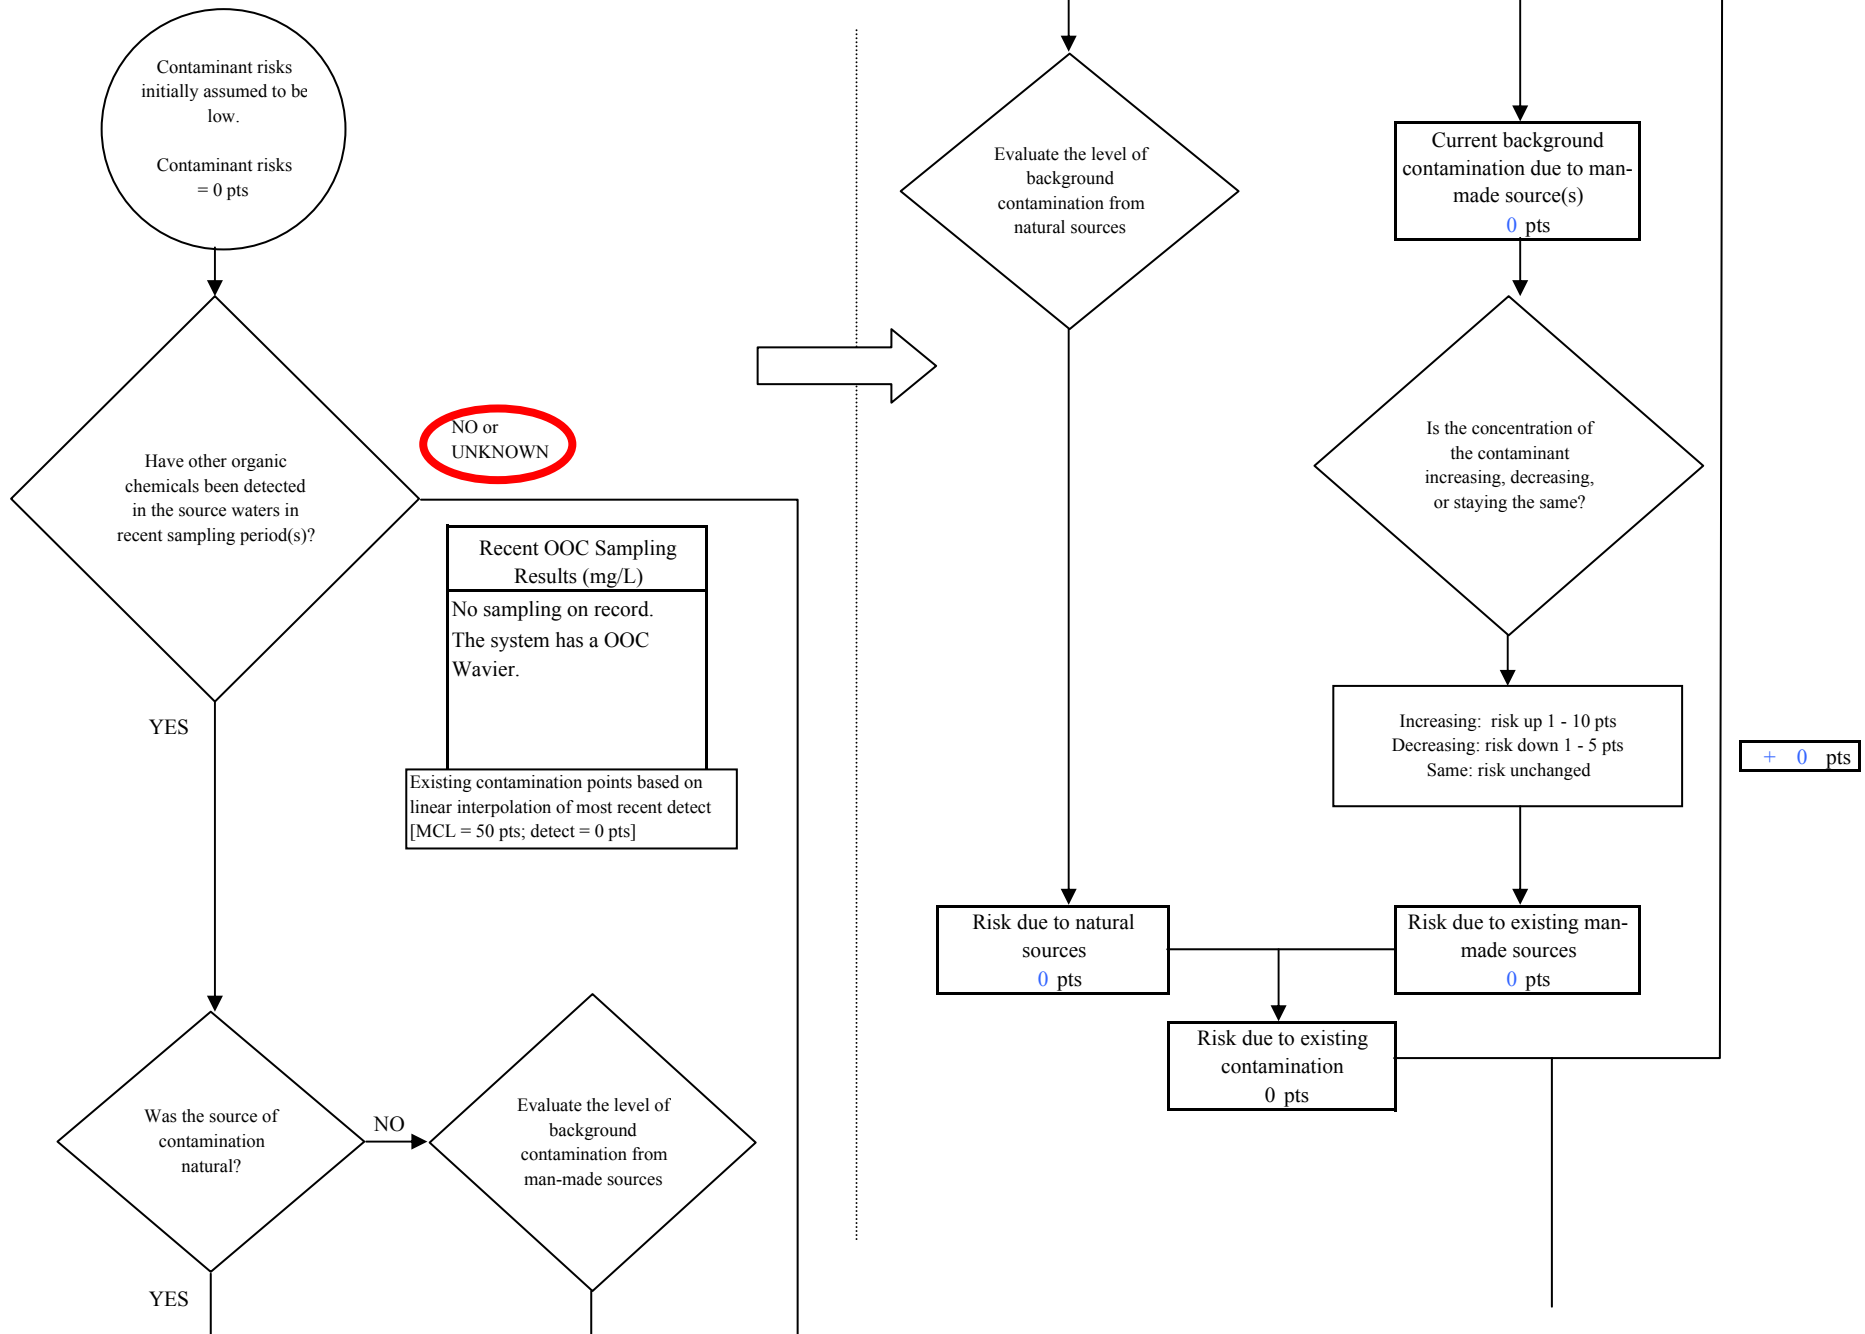 Contaminant risks
initially assumed to be
low.
Contaminant risks
= 0 pts
Have other organic
chemicals been detected
in the source waters in
recent sampling period(s)?
NO or
UNKNOWN
Recent OOC Sampling
Results (mg/L)
No sampling on record.
The system has a OOC
Wavier.
Existing contamination points based on
linear interpolation of most recent detect
[MCL = 50 pts; detect = 0 pts]
YES
Was the source of
contamination
natural?
NO
Evaluate the level of
background
contamination from
man-made sources
YES
Evaluate the level of
background
contamination from
natural sources
Current background
contamination due to man-
made source(s)
0 pts
Is the concentration of
the contaminant
increasing, decreasing,
or staying the same?
Increasing: risk up 1 - 10 pts
Decreasing: risk down 1 - 5 pts
Same: risk unchanged
+ 0 pts
Risk due to natural
sources
0 pts
Risk due to existing man-
made sources
0 pts
Risk due to existing
contamination
0 pts